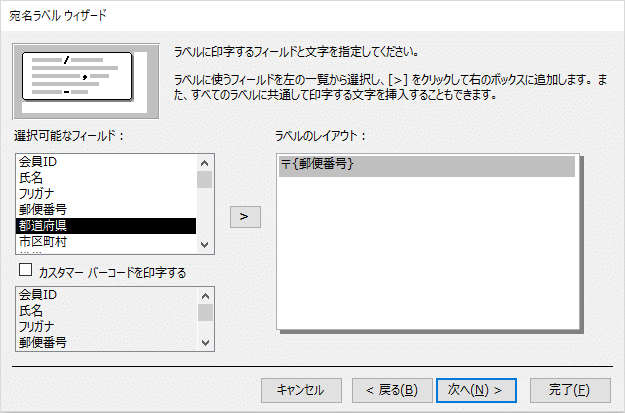 宛名ラベル ウィザード
ラベルに印字するフィールドと文字を指定してください。
ラベルに使うフィールドを左の一覧から選択し、[>] をクリックして右のボックスに追加します。ま
た、すべてのラベルに共通して印字する文字を挿入することもできます。
選択可能なフィールド：
ラベルのレイアウト：
会員ID
氏名
フリガナ
郵便番号
都道府県
市区町村
>
〒{郵便番号}
カスタマー バーコードを印字する
会員ID
氏名
フリガナ
郵便番号
キャンセル
< 戻る(B)
次へ(N) >
完了(F)